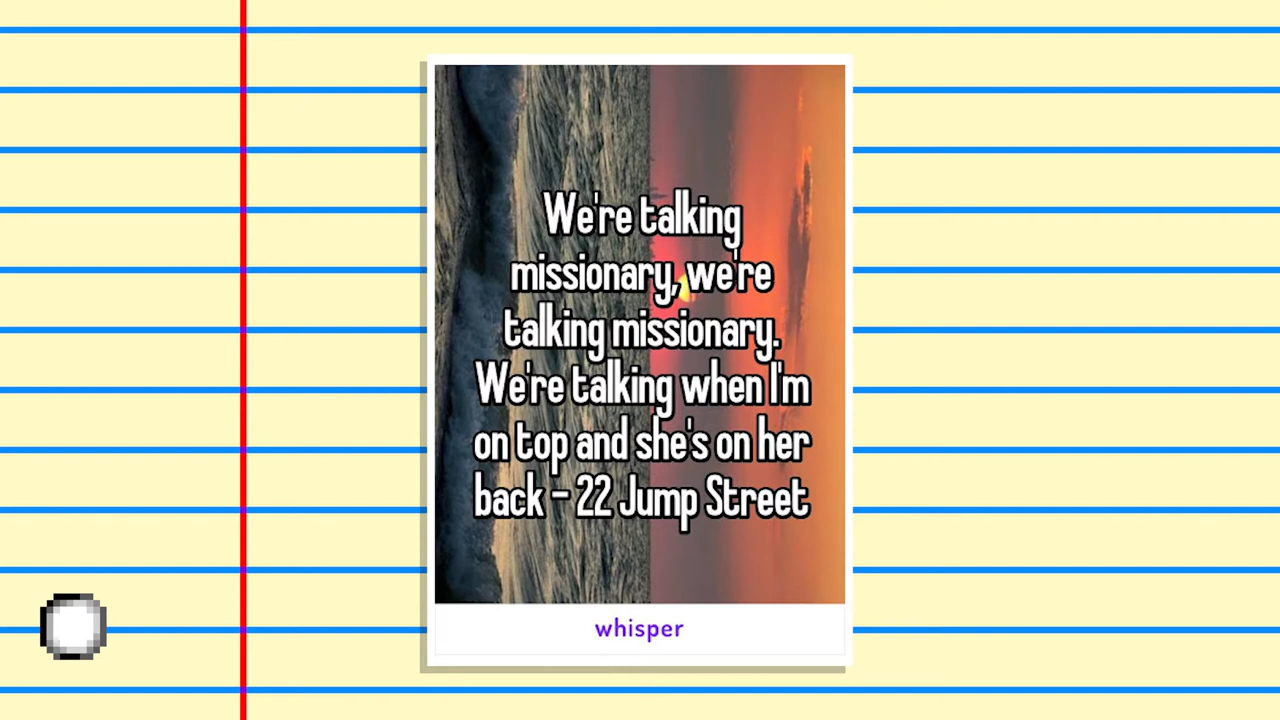 We're talking
missionary, we're
talking missionary.
We're talking when I'm
on top and she's on her
back - 22 Jump Street
whisper